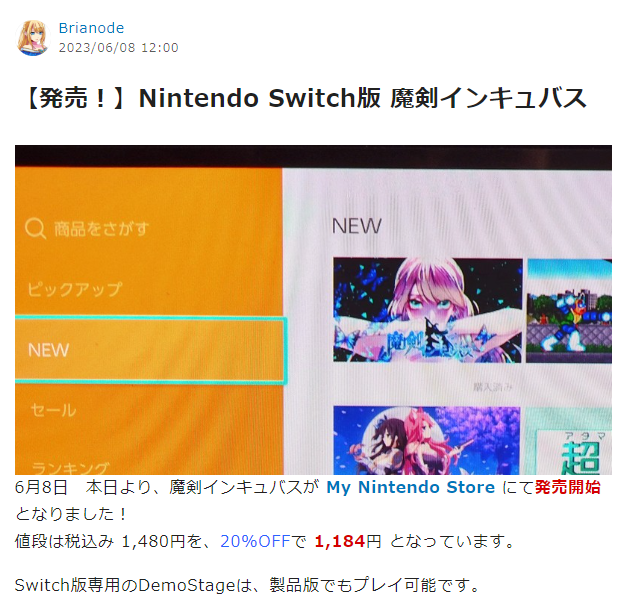 Brianode
2023/06/08 12:00
【発売！】Nintendo Switch版 魔剣インキュバス
商品をさがす
ピックアップ
NEW
セール
ランキング
NEW
購入済み
アタマ
超
6月8日　本日より、魔剣インキュバスが My Nintendo Store にて発売開始
となりました！
値段は税込み 1,480円を、20%OFFで 1,184円 となっています。
Switch版専用のDemoStageは、製品版でもプレイ可能です。